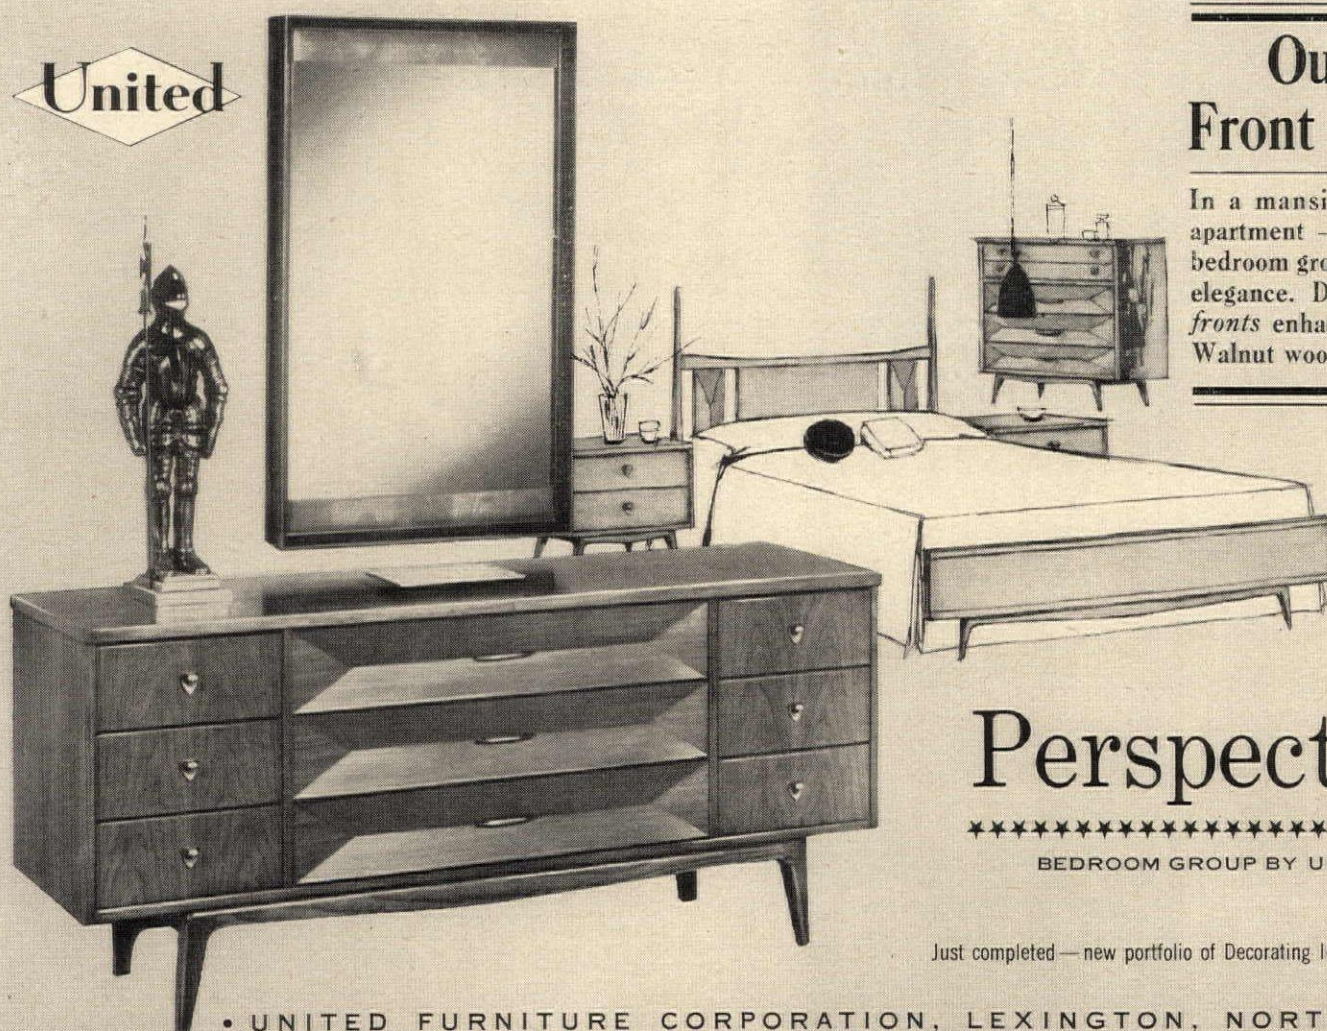 United
Ou
Front
In a mansi
apartment –
bedroom gro
elegance. D
fronts enha
Walnut woo
Perspect
BEDROOM GROUP BY U
Just completed — new portfolio of Decorating I
• UNITED FURNITURE CORPORATION, LEXINGTON, NORT